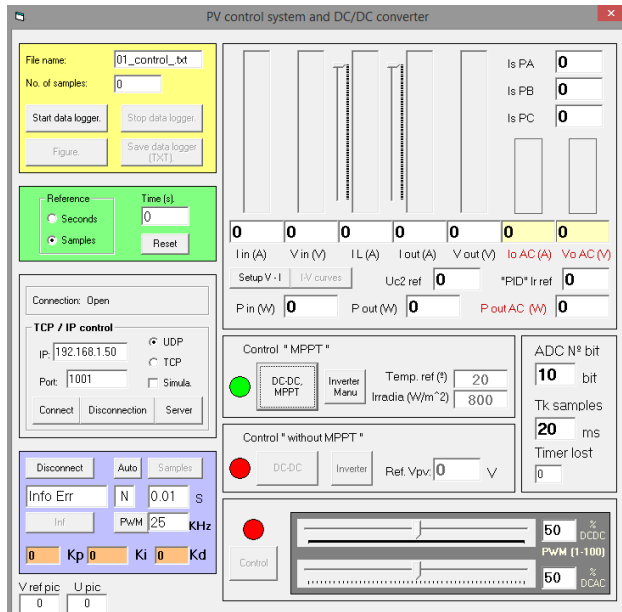 PV control system and DC/DC converter
File name: 01_control_.txt
No. of samples: 0
Start data logger. Stop data logger.
Figure. Save data logger (TXT).
Reference Time (s).
Seconds 0
Samples Reset
Connection: Open
TCP / IP control
IP: 192.168.1.50 UDP
TCP
Port: 1001 Simula.
Connect Disconnection Server
Disconnect Auto Samples
Info Err N 0.01 S
Inf PWM 25 KHz
0 Kp 0 Ki 0 Kd
V ref pic U pic
0 0
Is PA 0
Is PB 0
Is PC 0
0 0 0 0 0 0 0
I in (A) V in (V) I L (A) I out (A) V out (V) Io AC (A) Vo AC (V)
Setup V - I I-V curves Uc2 ref 0 "PID" Ir ref 0
P in (W) 0 P out (W) 0 P out AC (W) 0
Control " MPPT "
DC-DC, MPPT Inverter Manu Temp. ref (º) 20
Irradia (W/m^2) 800
Control " without MPPT "
DC-DC Inverter Ref. Vpv. 0 V
ADC Nº bit
10 bit
Tk samples
20 ms
Timer lost
0
Control
50 % DCDC
PWM (1-100)
50 % DCAC